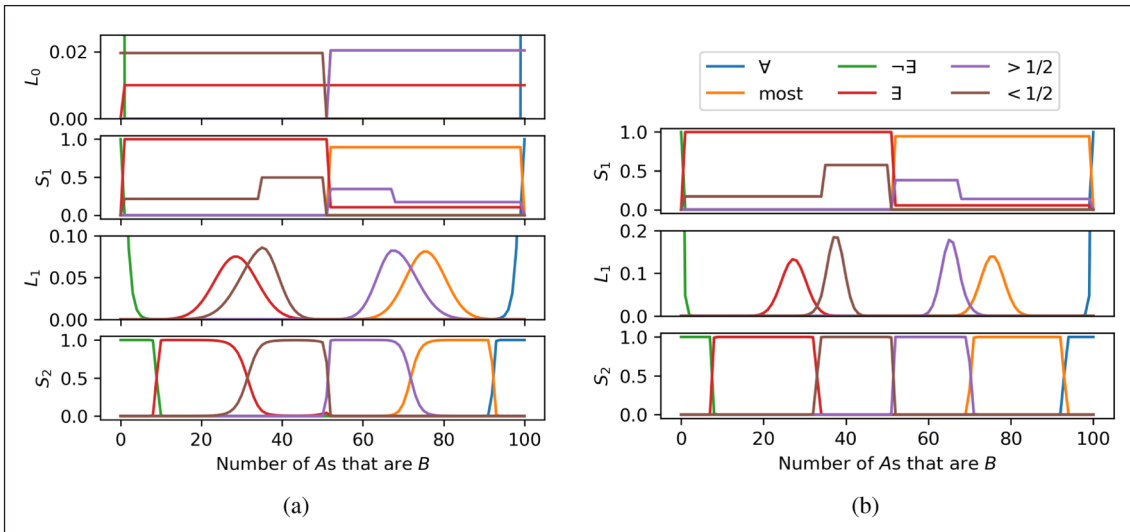 L₀
0.02
0.00
S₁
1.0
0.5
0.0
L₁
0.10
0.05
0.00
S₂
1.0
0.5
0.0
0 20 40 60 80 100
Number of As that are B
(a)
∀ ¬∃ > 1/2
most ∃ < 1/2
S₁
1.0
0.5
0.0
L₁
0.2
0.1
0.0
S₂
1.0
0.5
0.0
0 20 40 60 80 100
Number of As that are B
(b)